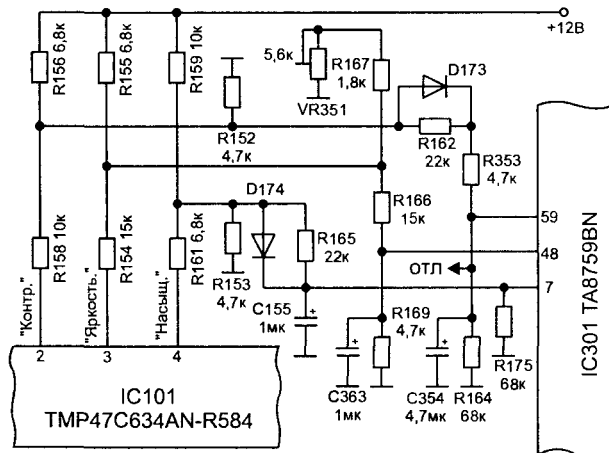 +12В
R156 6,8к
R155 6,8к
R159 10к
5,6к
VR351
R167
1,8к
D173
R152
4,7к
R162
22к
R353
4,7к
D174
R166
15к
R158 10к
R154 15к
R161 6,8к
R153
4,7к
R165
22к
C155
1мк
59
48
ОТЛ
7
"Контр."
"Яркость."
"Насыщ."
2
3
4
R169
4,7к
R175
68к
C363
1мк
C354
4,7мк
R164
68к
IC101
TMP47C634AN-R584
IC301 TA8759BN